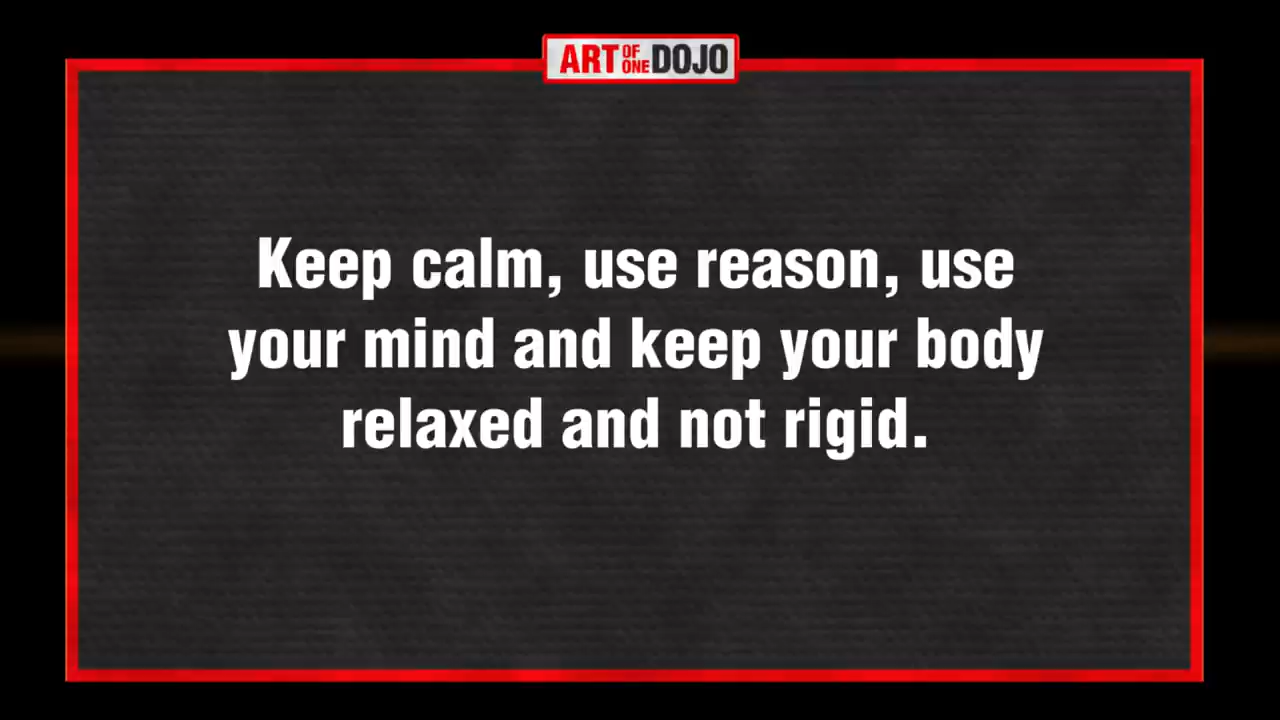 ART OF ONE DOJO
Keep calm, use reason, use
your mind and keep your body
relaxed and not rigid.